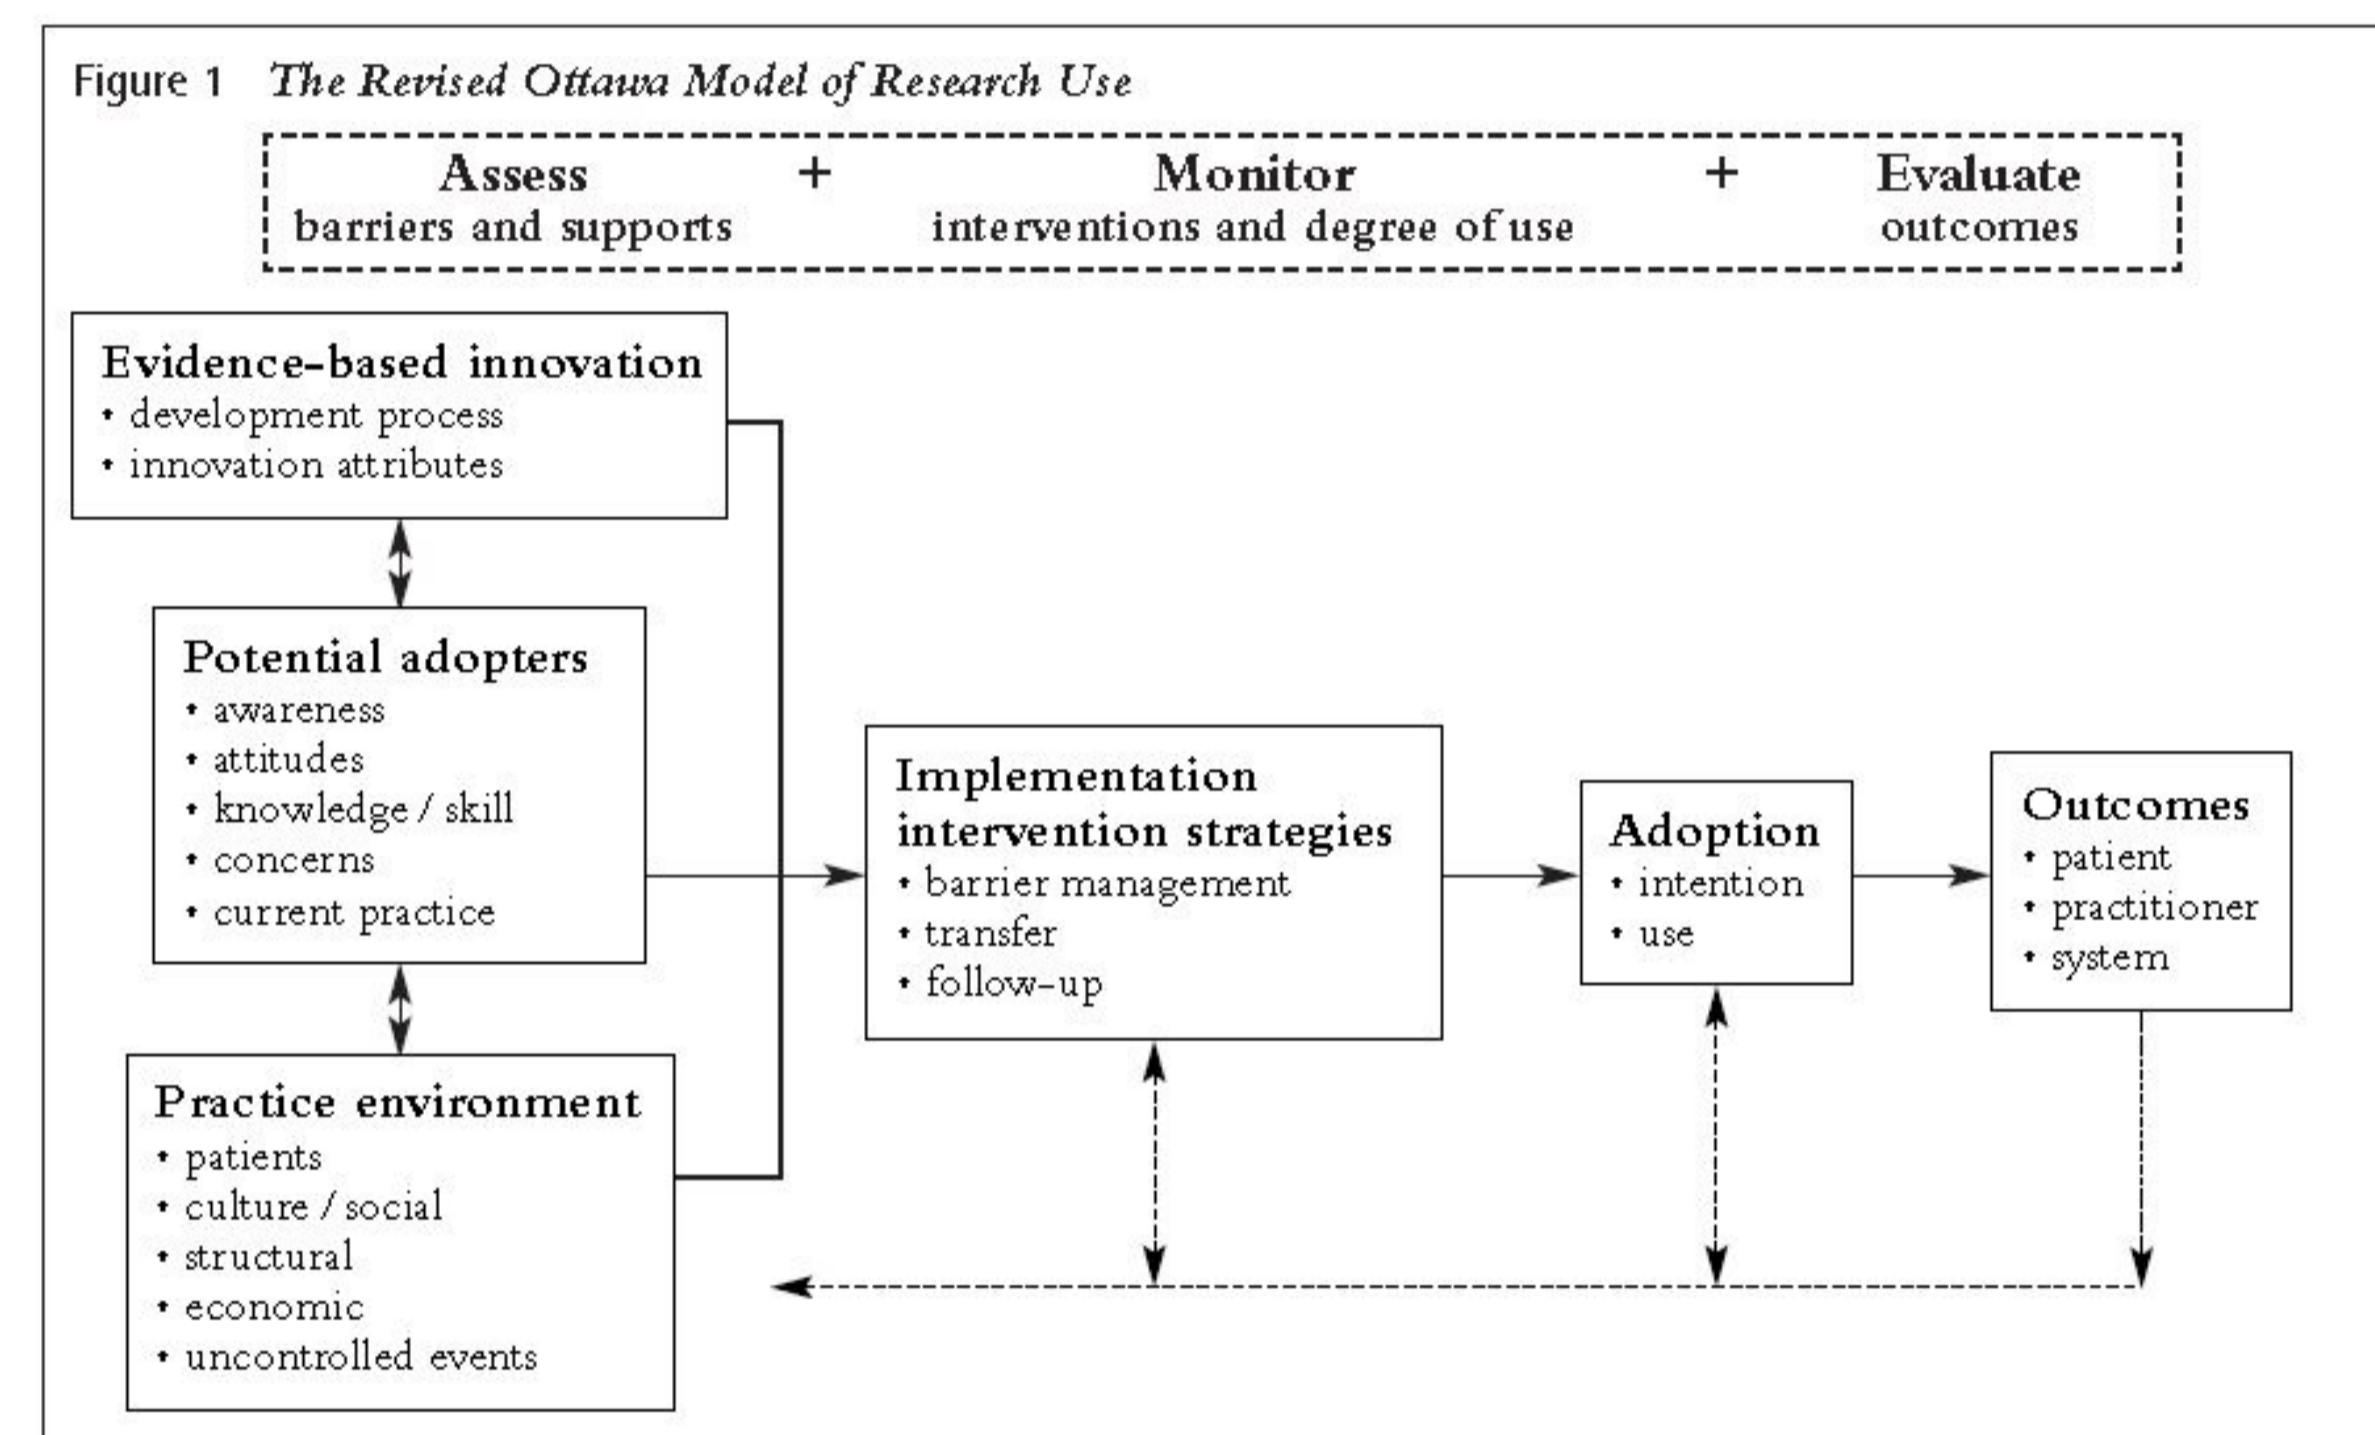 Figure 1 The Revised Ottawa Model of Research Use
Assess + Monitor + Evaluate
barriers and supports interventions and degree of use outcomes
Evidence-based innovation
• development process
• innovation attributes
Potential adopters
• awareness
• attitudes
• knowledge / skill
• concerns
• current practice
Practice environment
• patients
• culture / social
• structural
• economic
• uncontrolled events
Implementation
intervention strategies
• barrier management
• transfer
• follow-up
Adoption
• intention
• use
Outcomes
• patient
• practitioner
• system